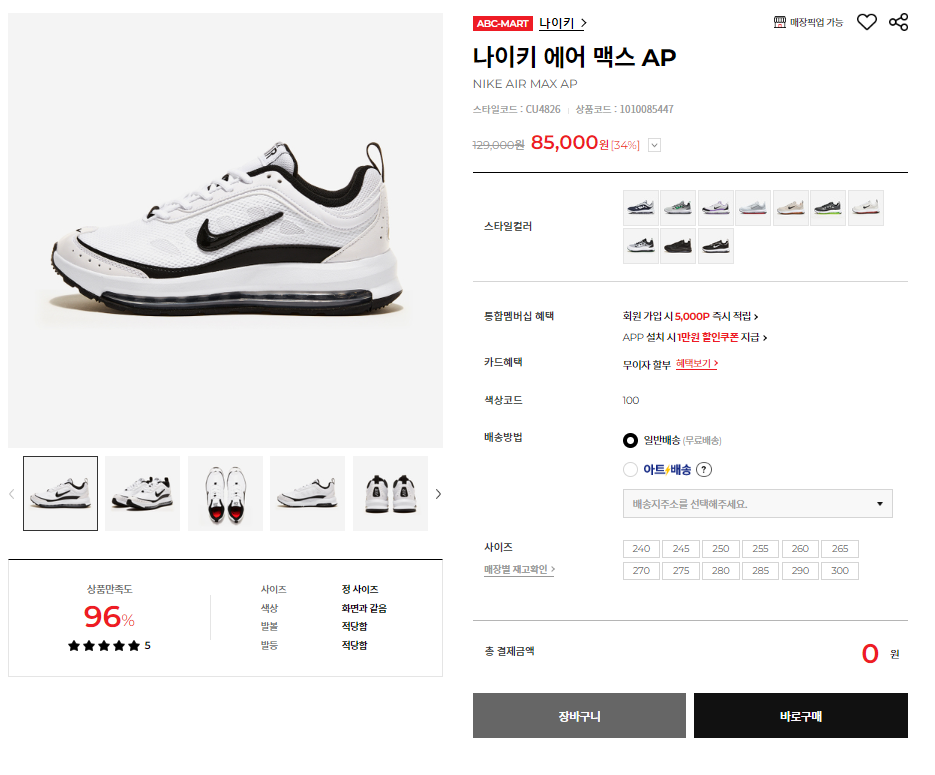 ABC-MART 나이키
매장픽업 가능
나이키 에어 맥스 AP
NIKE AIR MAX AP
스타일코드 : CU4826 상품코드 : 1010085447
129,000원 85,000원 [34%]
스타일컬러
통합멤버십 혜택
회원 가입 시 5,000P 즉시 적립
APP 설치 시 1만원 할인쿠폰 지급
카드혜택
무이자 할부 혜택보기
색상코드
100
배송방법
일반배송 (무료배송)
아트배송 ?
배송지주소를 선택해주세요.
사이즈
매장별 재고확인
240 245 250 255 260 265
270 275 280 285 290 300
총 결제금액
0 원
장바구니
바로구매
상품만족도
96%
5
사이즈 정 사이즈
색상 화면과 같음
발볼 적당함
발등 적당함